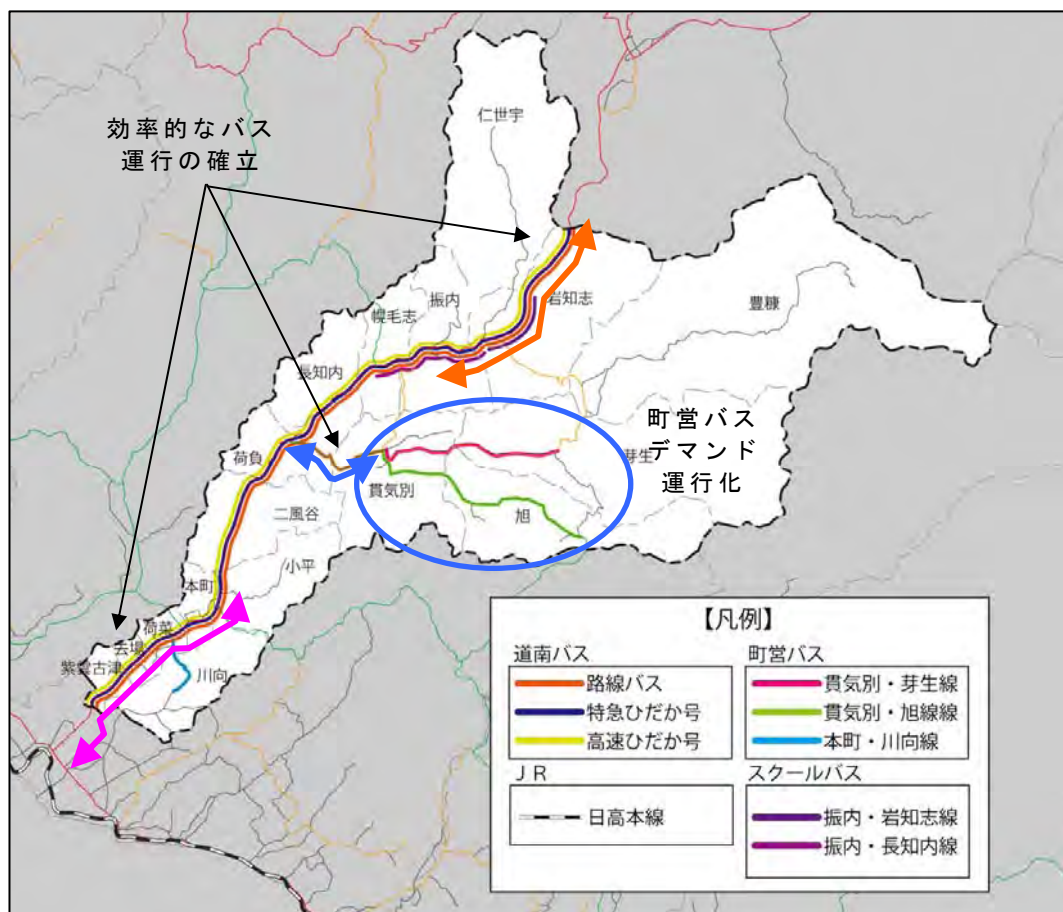 効率的なバス
運行の確立
仁世宇
岩知志
豊糠
振内
幌毛志
長知内
町営バス
デマンド
運行化
芽生
荷負
貫気別
旭
二風谷
小平
本町
荷菜
去場
紫雲古津
川向
【凡例】
道南バス
路線バス
特急ひだか号
高速ひだか号
JR
日高本線
町営バス
貫気別・芽生線
貫気別・旭線線
本町・川向線
スクールバス
振内・岩知志線
振内・長知内線